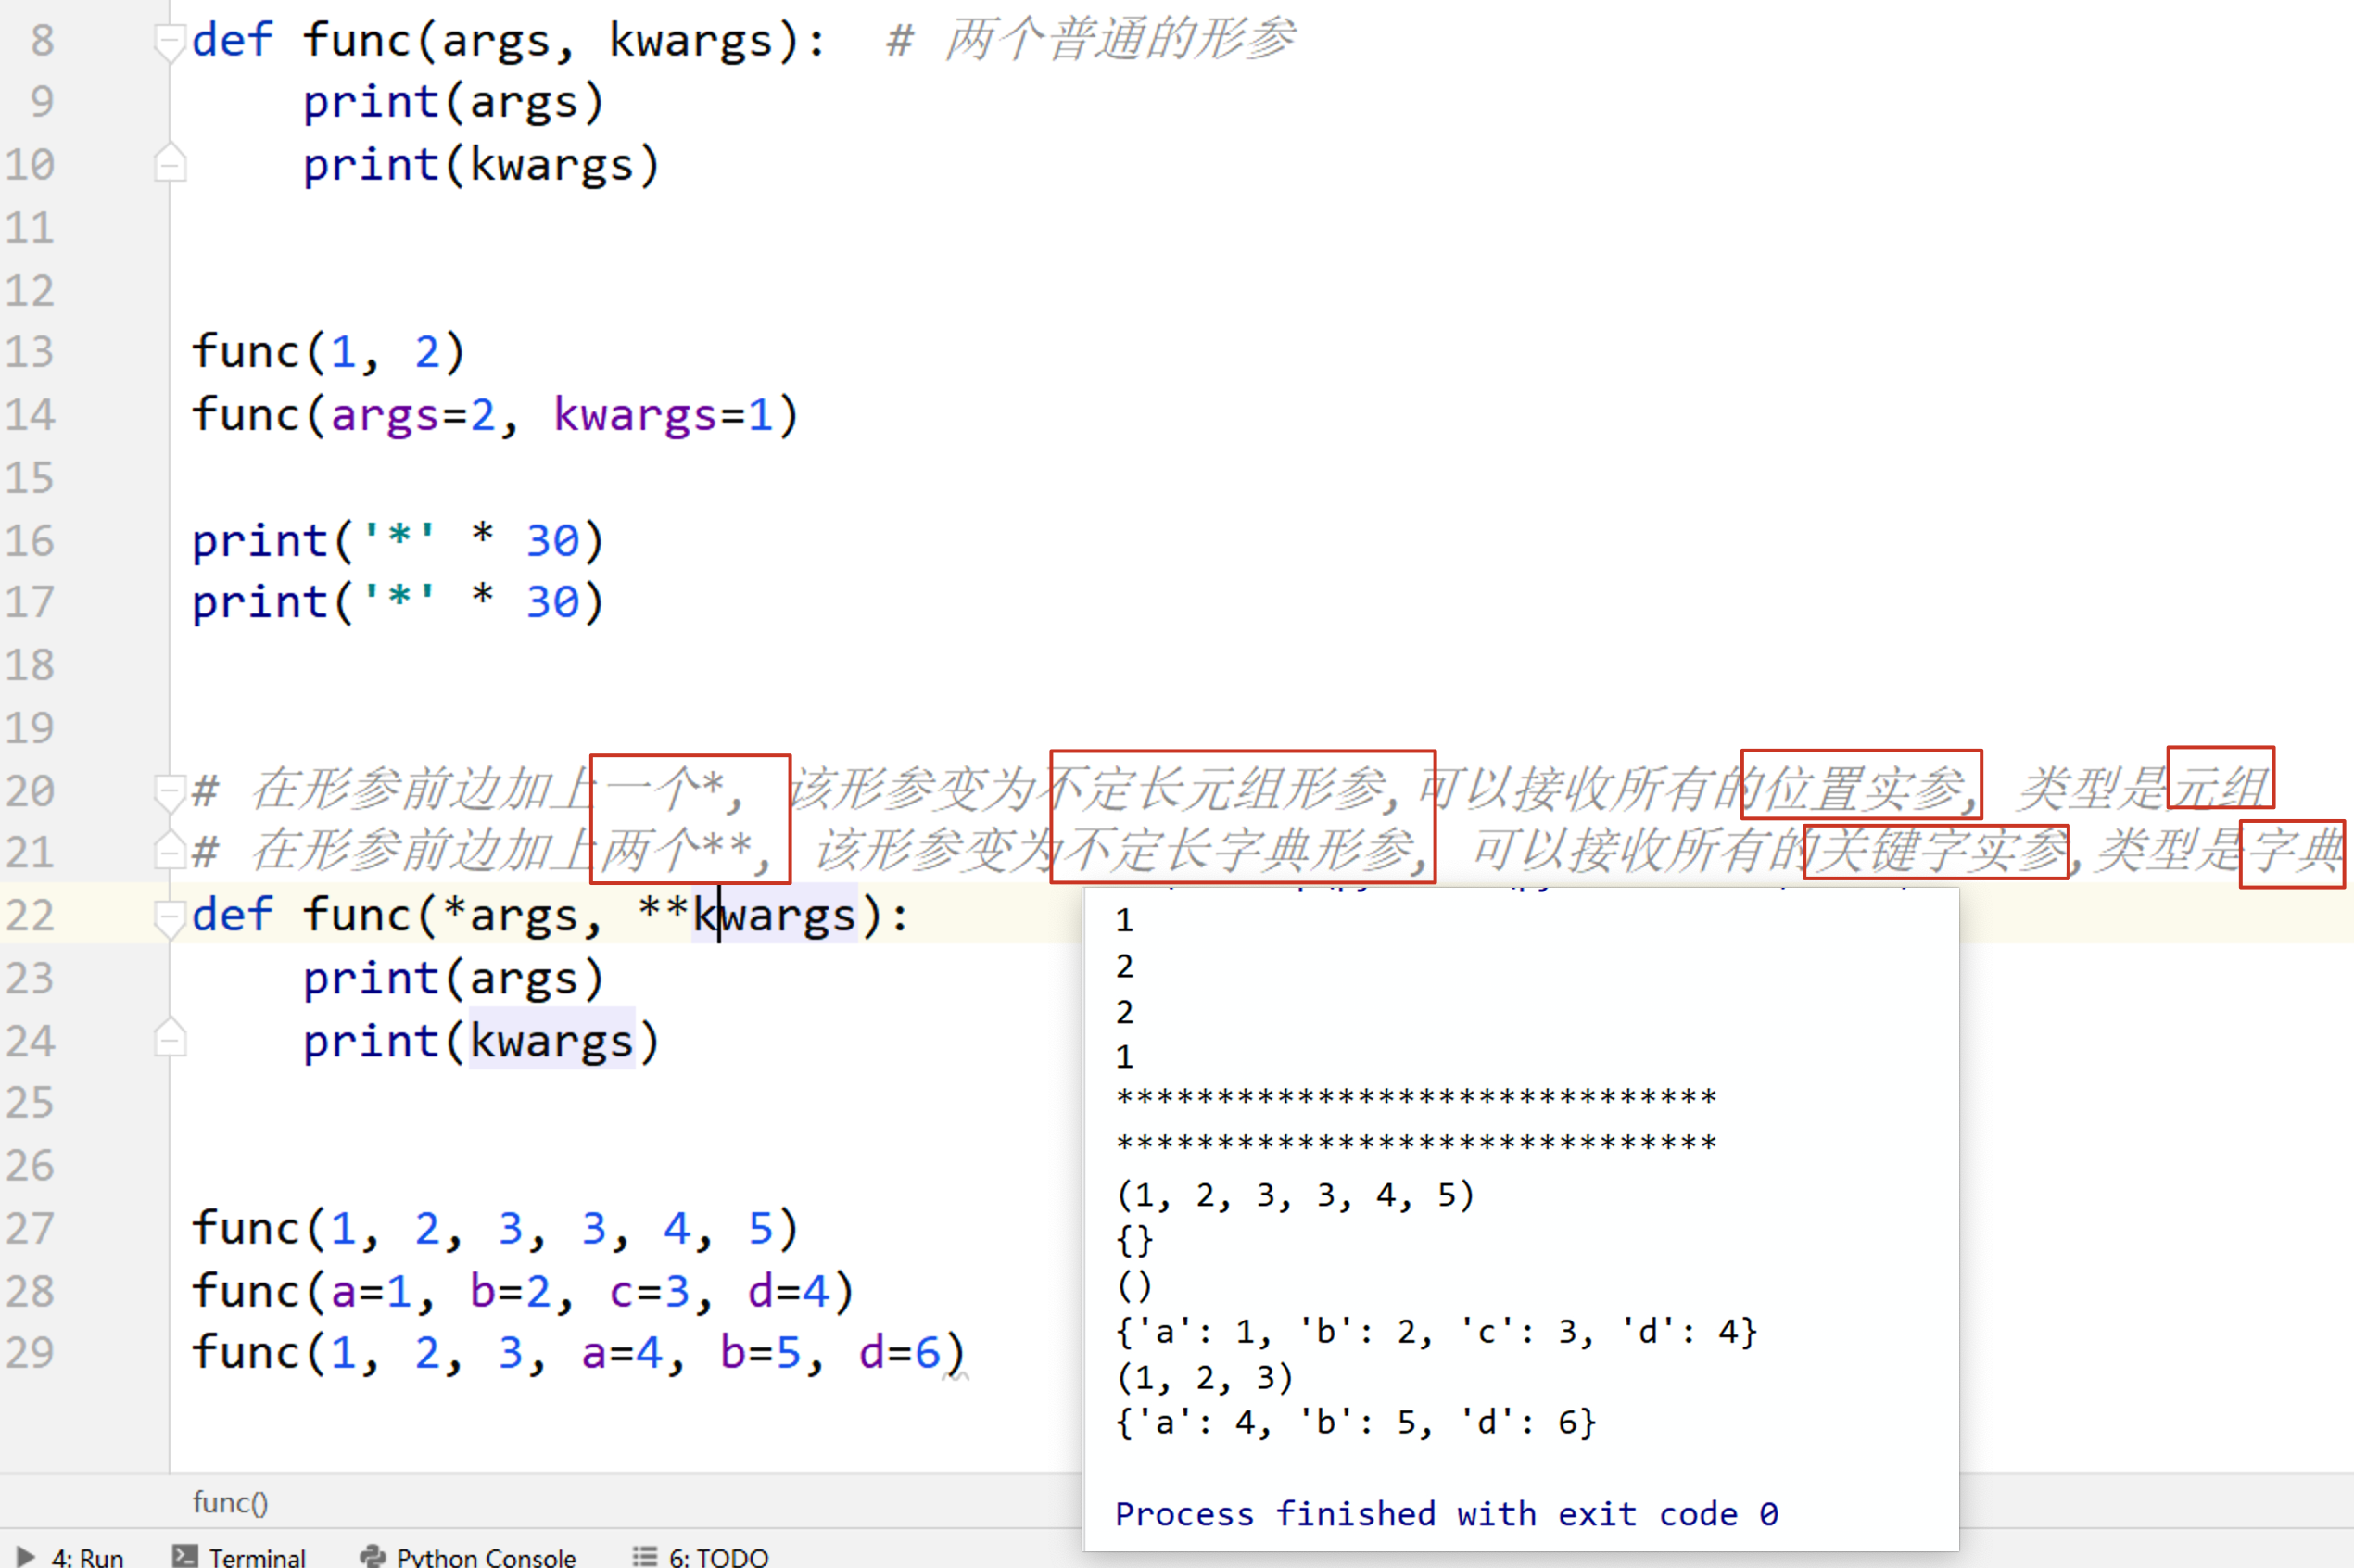 8 def func(args, kwargs):  # 两个普通的形参
9     print(args)
10     print(kwargs)
11
12
13 func(1, 2)
14 func(args=2, kwargs=1)
15
16 print('*' * 30)
17 print('*' * 30)
18
19
20 # 在形参前边加上一个*, 该形参变为不定长元组形参,可以接收所有的位置实参, 类型是元组
21 # 在形参前边加上两个**, 该形参变为不定长字典形参, 可以接收所有的关键字实参,类型是字典
22 def func(*args, **kwargs):
23     print(args)
24     print(kwargs)
25
26
27 func(1, 2, 3, 3, 4, 5)
28 func(a=1, b=2, c=3, d=4)
29 func(1, 2, 3, a=4, b=5, d=6)
1
2
2
1
******************************
******************************
(1, 2, 3, 3, 4, 5)
{}
()
{'a': 1, 'b': 2, 'c': 3, 'd': 4}
(1, 2, 3)
{'a': 4, 'b': 5, 'd': 6}
Process finished with exit code 0
func()
4: Run Terminal Python Console 6: TODO